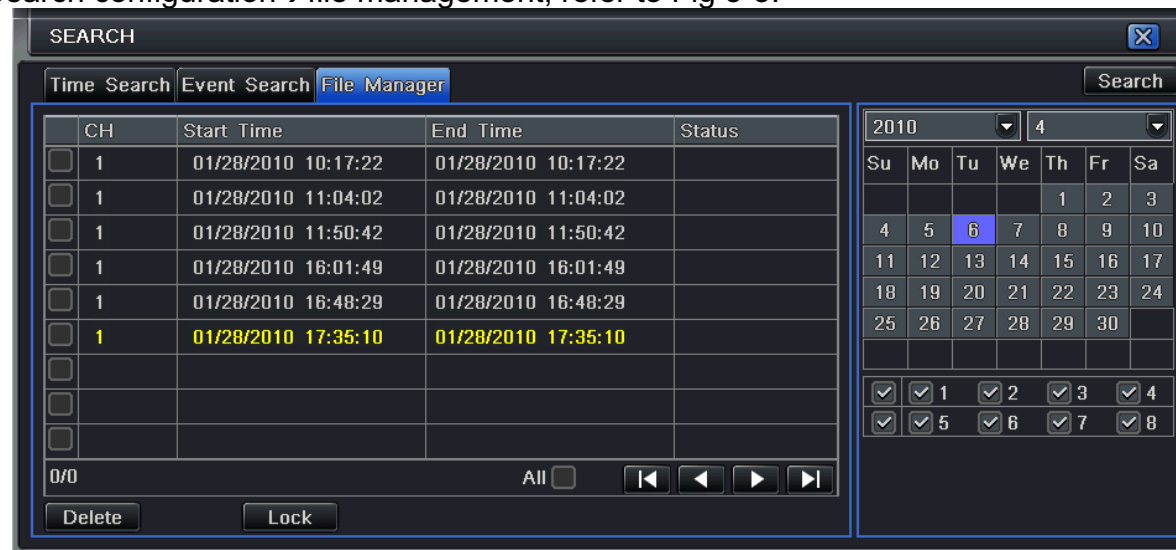 SEARCH
Time Search Event Search File Manager Search
CH Start Time End Time Status
1 01/28/2010 10:17:22 01/28/2010 10:17:22
1 01/28/2010 11:04:02 01/28/2010 11:04:02
1 01/28/2010 11:50:42 01/28/2010 11:50:42
1 01/28/2010 16:01:49 01/28/2010 16:01:49
1 01/28/2010 16:48:29 01/28/2010 16:48:29
1 01/28/2010 17:35:10 01/28/2010 17:35:10
0/0 All
Delete Lock
2010 4
Su Mo Tu We Th Fr Sa
1 2 3
4 5 6 7 8 9 10
11 12 13 14 15 16 17
18 19 20 21 22 23 24
25 26 27 28 29 30
1 2 3 4
5 6 7 8